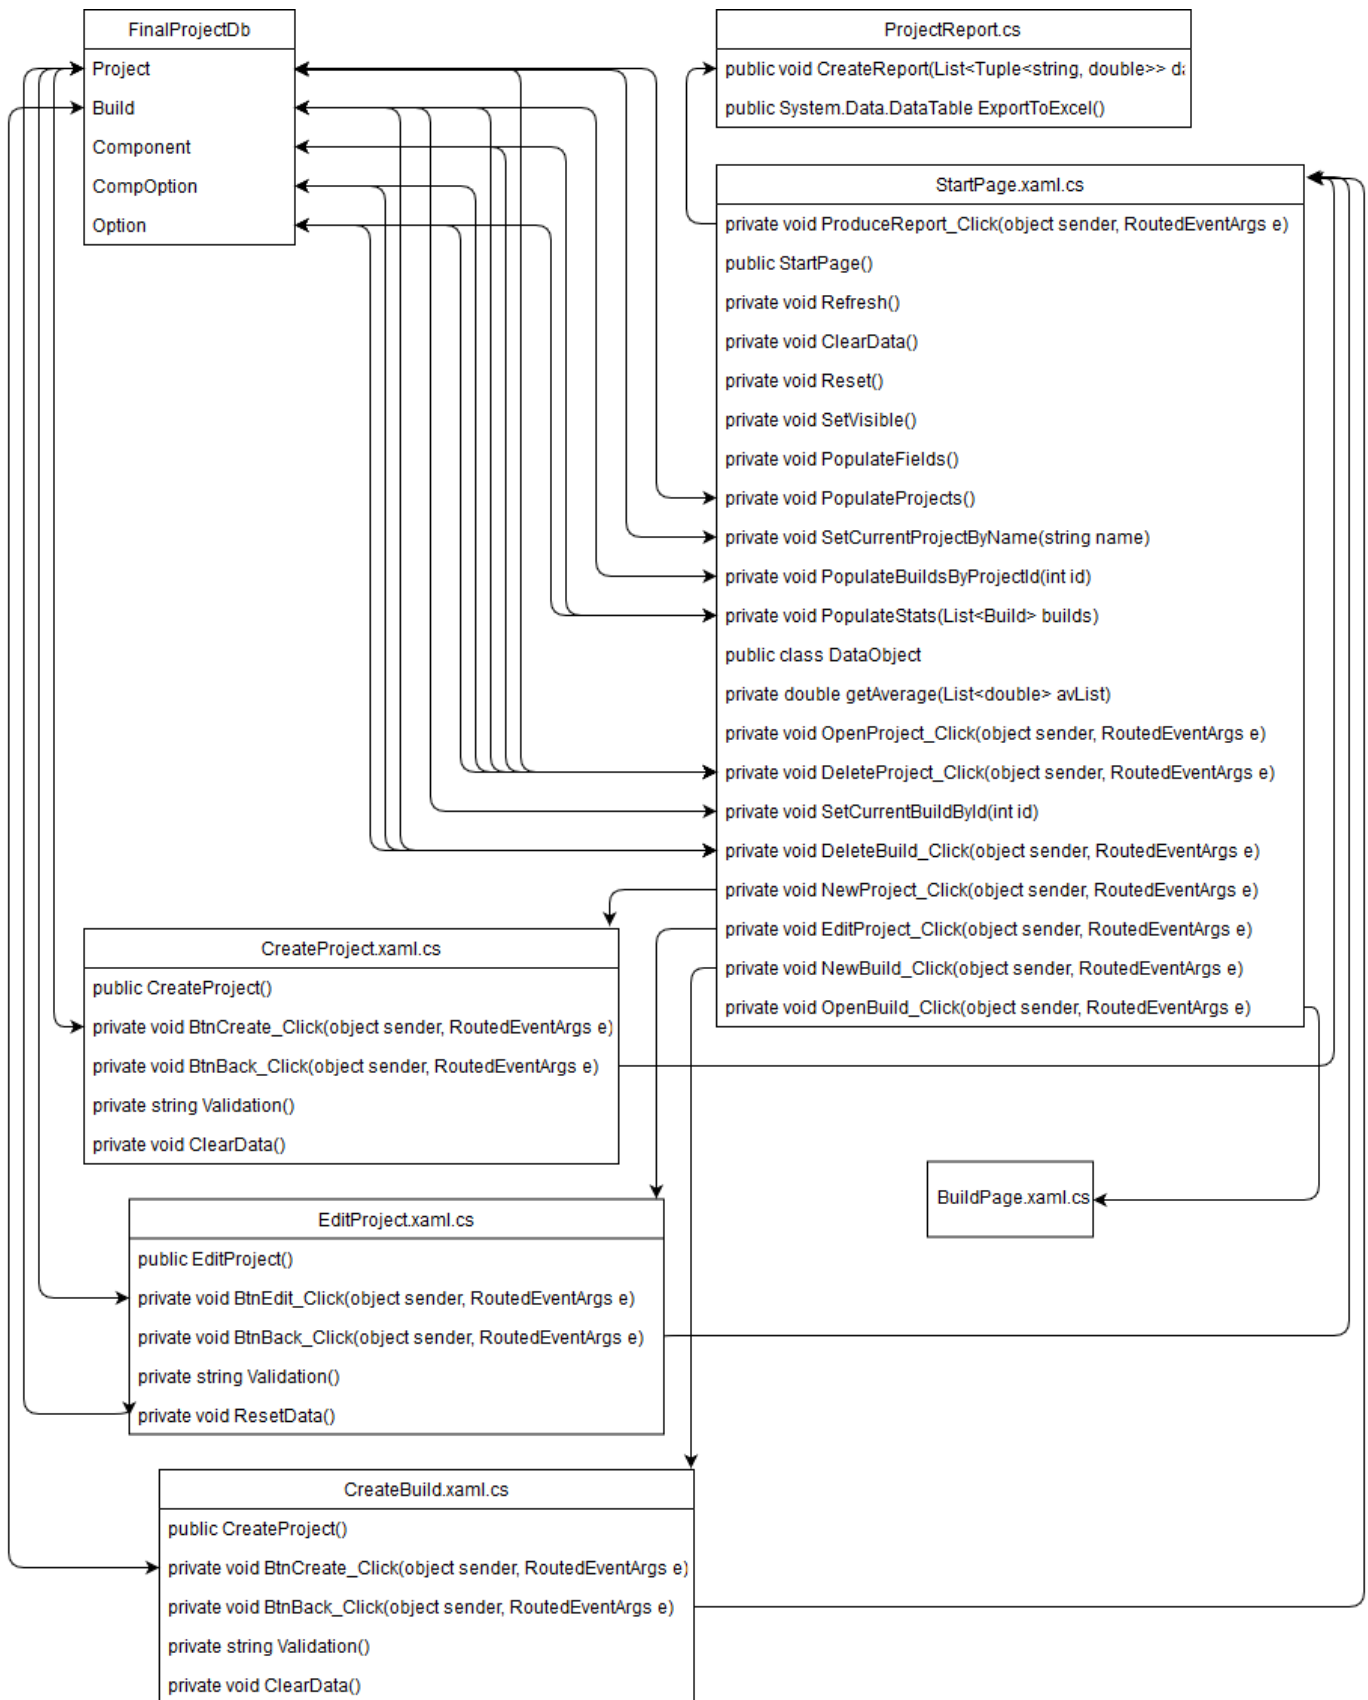 FinalProjectDb
Project
Build
Component
CompOption
Option
ProjectReport.cs
public void CreateReport(List<Tuple<string, double>> da
public System.Data.DataTable ExportToExcel()
StartPage.xaml.cs
private void ProduceReport_Click(object sender, RoutedEventArgs e)
public StartPage()
private void Refresh()
private void ClearData()
private void Reset()
private void SetVisible()
private void PopulateFields()
private void PopulateProjects()
private void SetCurrentProjectByName(string name)
private void PopulateBuildsByProjectId(int id)
private void PopulateStats(List<Build> builds)
public class DataObject
private double getAverage(List<double> avList)
private void OpenProject_Click(object sender, RoutedEventArgs e)
private void DeleteProject_Click(object sender, RoutedEventArgs e)
private void SetCurrentBuildById(int id)
private void DeleteBuild_Click(object sender, RoutedEventArgs e)
private void NewProject_Click(object sender, RoutedEventArgs e)
private void EditProject_Click(object sender, RoutedEventArgs e)
private void NewBuild_Click(object sender, RoutedEventArgs e)
private void OpenBuild_Click(object sender, RoutedEventArgs e)
CreateProject.xaml.cs
public CreateProject()
private void BtnCreate_Click(object sender, RoutedEventArgs e)
private void BtnBack_Click(object sender, RoutedEventArgs e)
private string Validation()
private void ClearData()
BuildPage.xaml.cs
EditProject.xaml.cs
public EditProject()
private void BtnEdit_Click(object sender, RoutedEventArgs e)
private void BtnBack_Click(object sender, RoutedEventArgs e)
private string Validation()
private void ResetData()
CreateBuild.xaml.cs
public CreateProject()
private void BtnCreate_Click(object sender, RoutedEventArgs e)
private void BtnBack_Click(object sender, RoutedEventArgs e)
private string Validation()
private void ClearData()